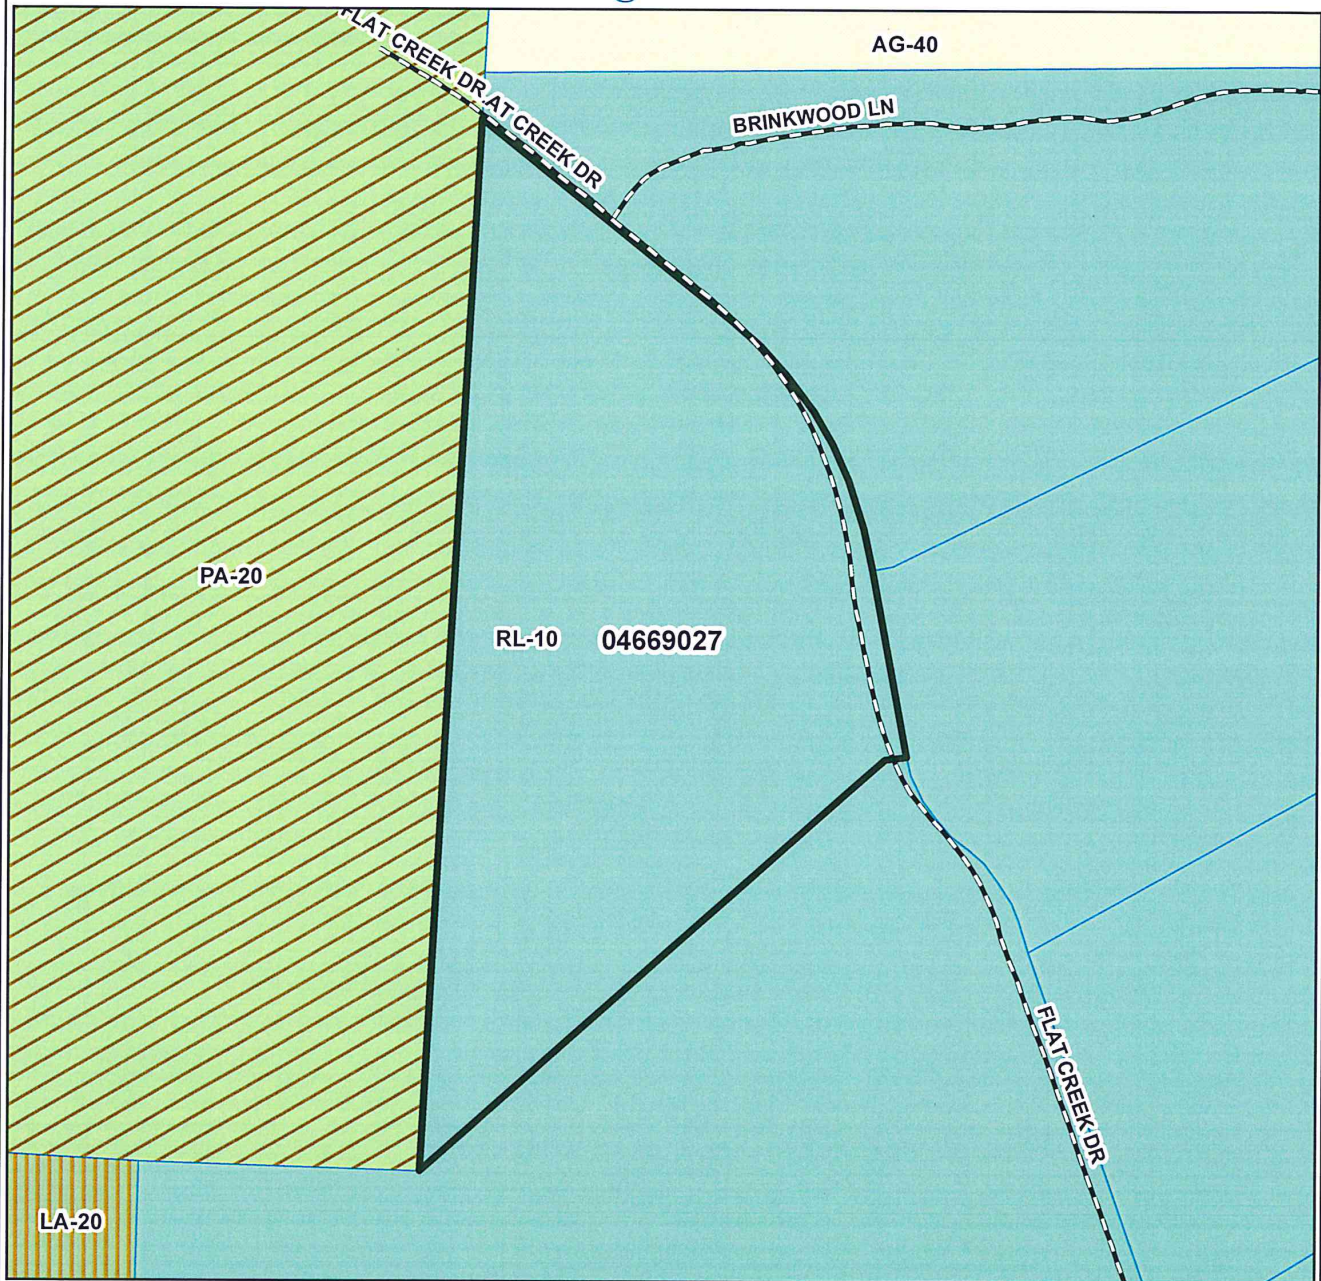 AG-40
FLAT CREEK DR
AT CREEK DR
BRINKWOOD LN
PA-20
RL-10
04669027
FLAT CREEK DR
LA-20